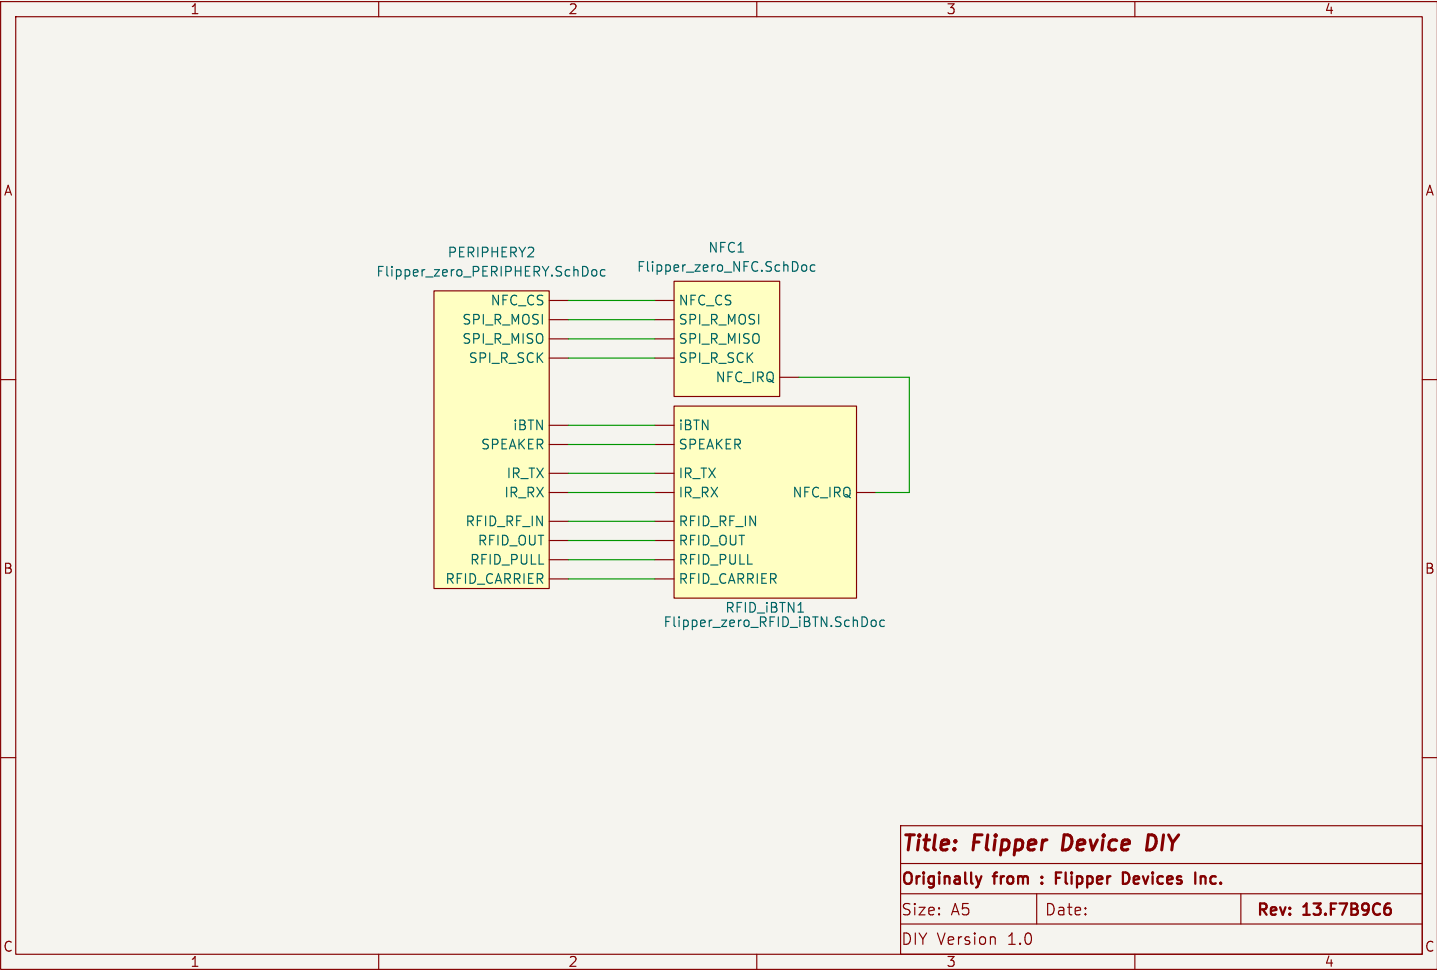 1 2 3 4
A A
PERIPHERY2
Flipper_zero_PERIPHERY.SchDoc
NFC_CS
SPI_R_MOSI
SPI_R_MISO
SPI_R_SCK
iBTN
SPEAKER
IR_TX
IR_RX
RFID_RF_IN
RFID_OUT
RFID_PULL
RFID_CARRIER
NFC1
Flipper_zero_NFC.SchDoc
NFC_CS
SPI_R_MOSI
SPI_R_MISO
SPI_R_SCK
NFC_IRQ
iBTN
SPEAKER
IR_TX
IR_RX
NFC_IRQ
RFID_RF_IN
RFID_OUT
RFID_PULL
RFID_CARRIER
RFID_iBTN1
Flipper_zero_RFID_iBTN.SchDoc
B B
Title: Flipper Device DIY
Originally from : Flipper Devices Inc.
Size: A5 Date: Rev: 13.F7B9C6
DIY Version 1.0
C C
1 2 3 4